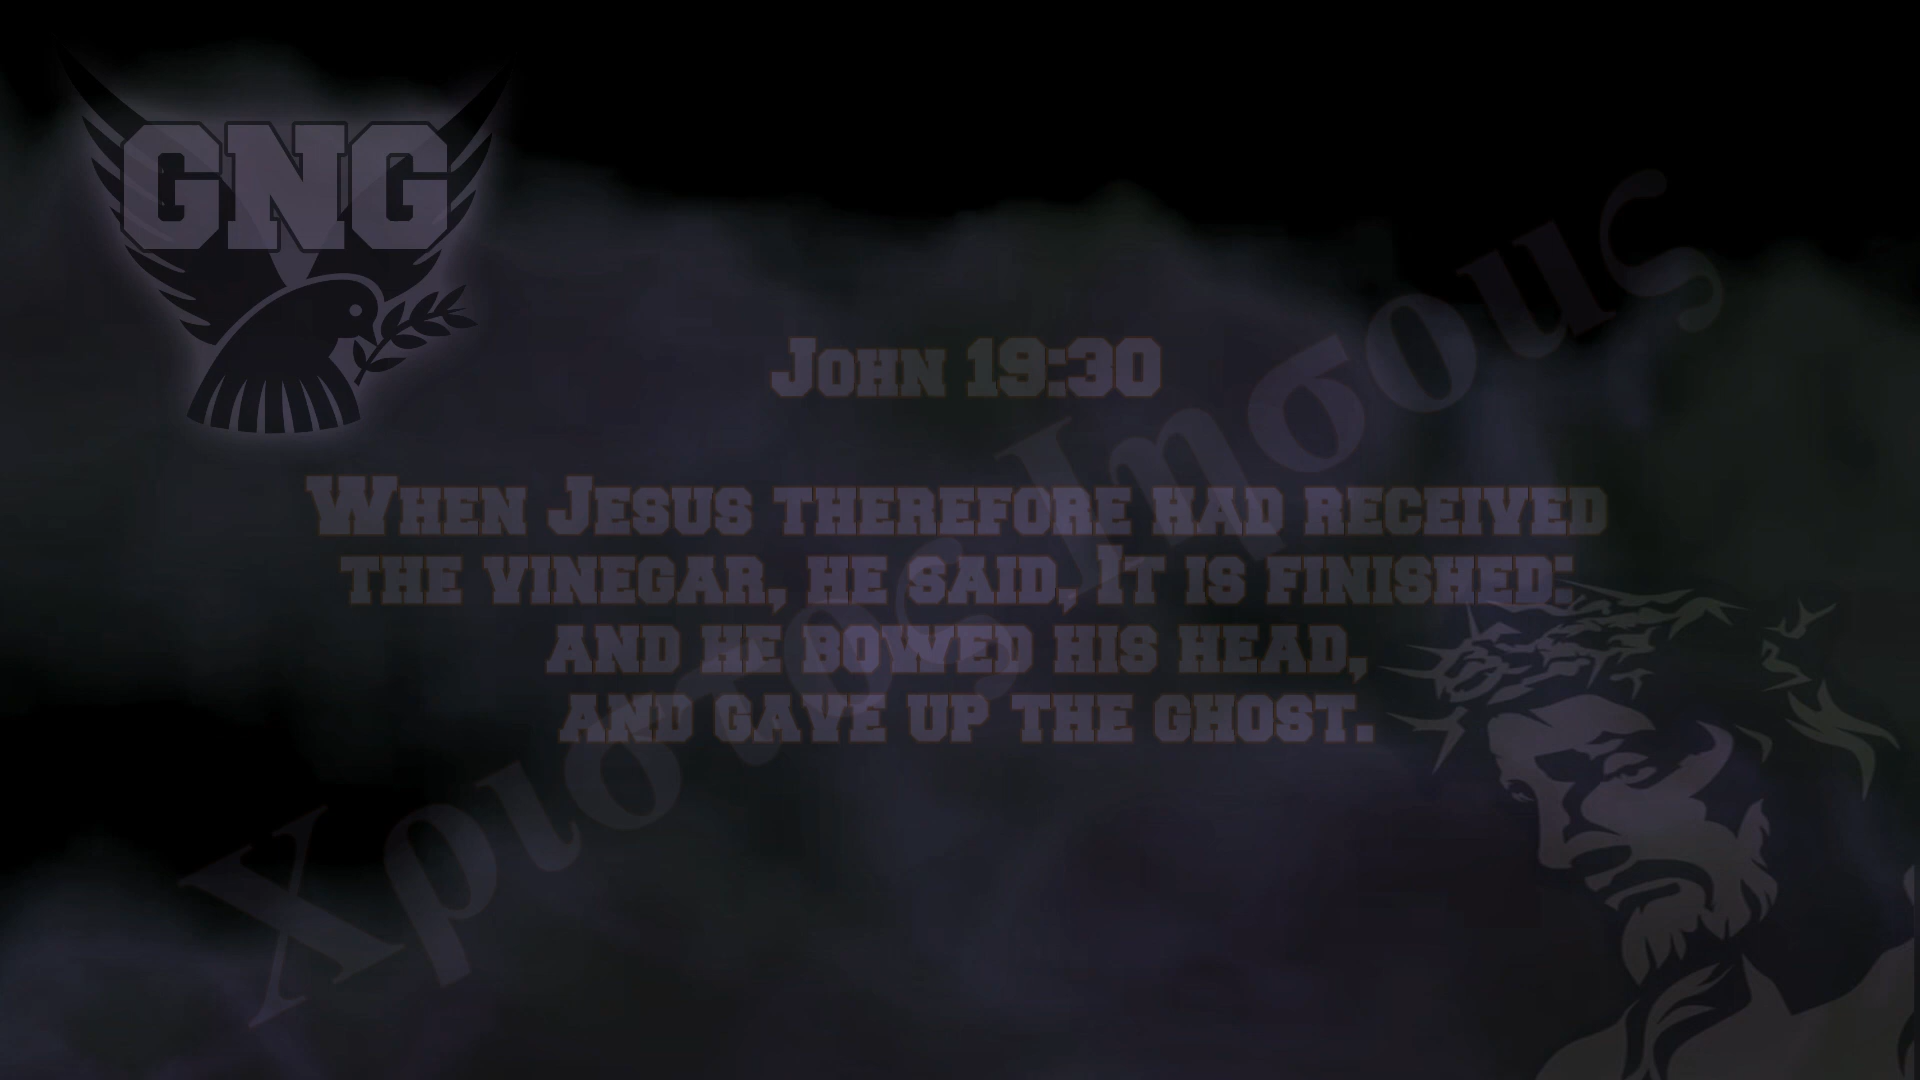 GNG
John 19:30
When Jesus therefore had received
the vinegar, he said, It is finished:
and he bowed his head,
and gave up the ghost.
Χριστος Ιησους